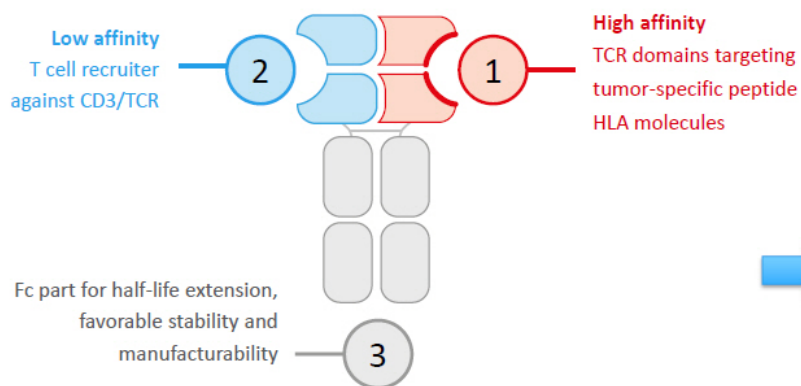 Low affinity
T cell recruiter
against CD3/TCR
2
1
High affinity
TCR domains targeting
tumor-specific peptide
HLA molecules
Fc part for half-life extension,
favorable stability and
manufacturability
3